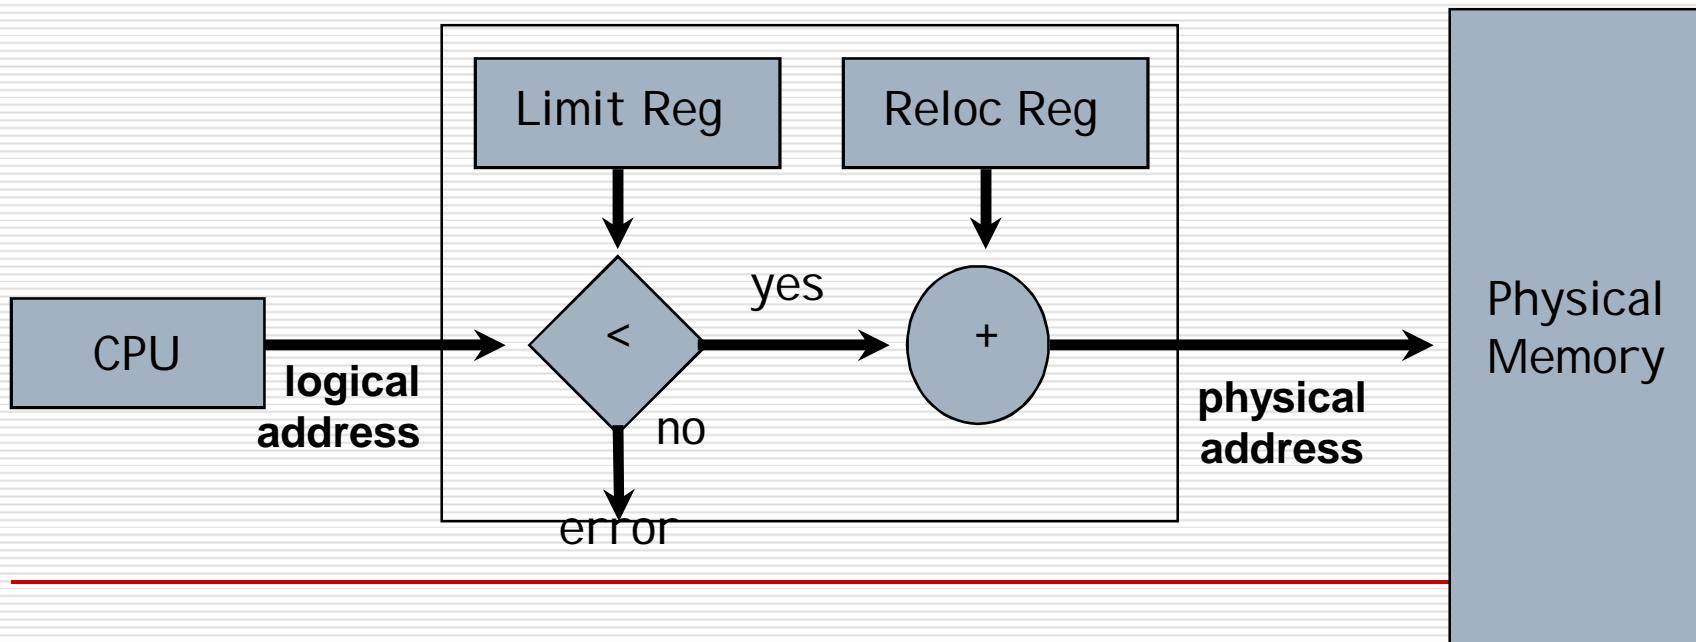 Limit Reg
Reloc Reg
yes
CPU
<
+
Physical
Memory
logical
address
no
physical
address
error